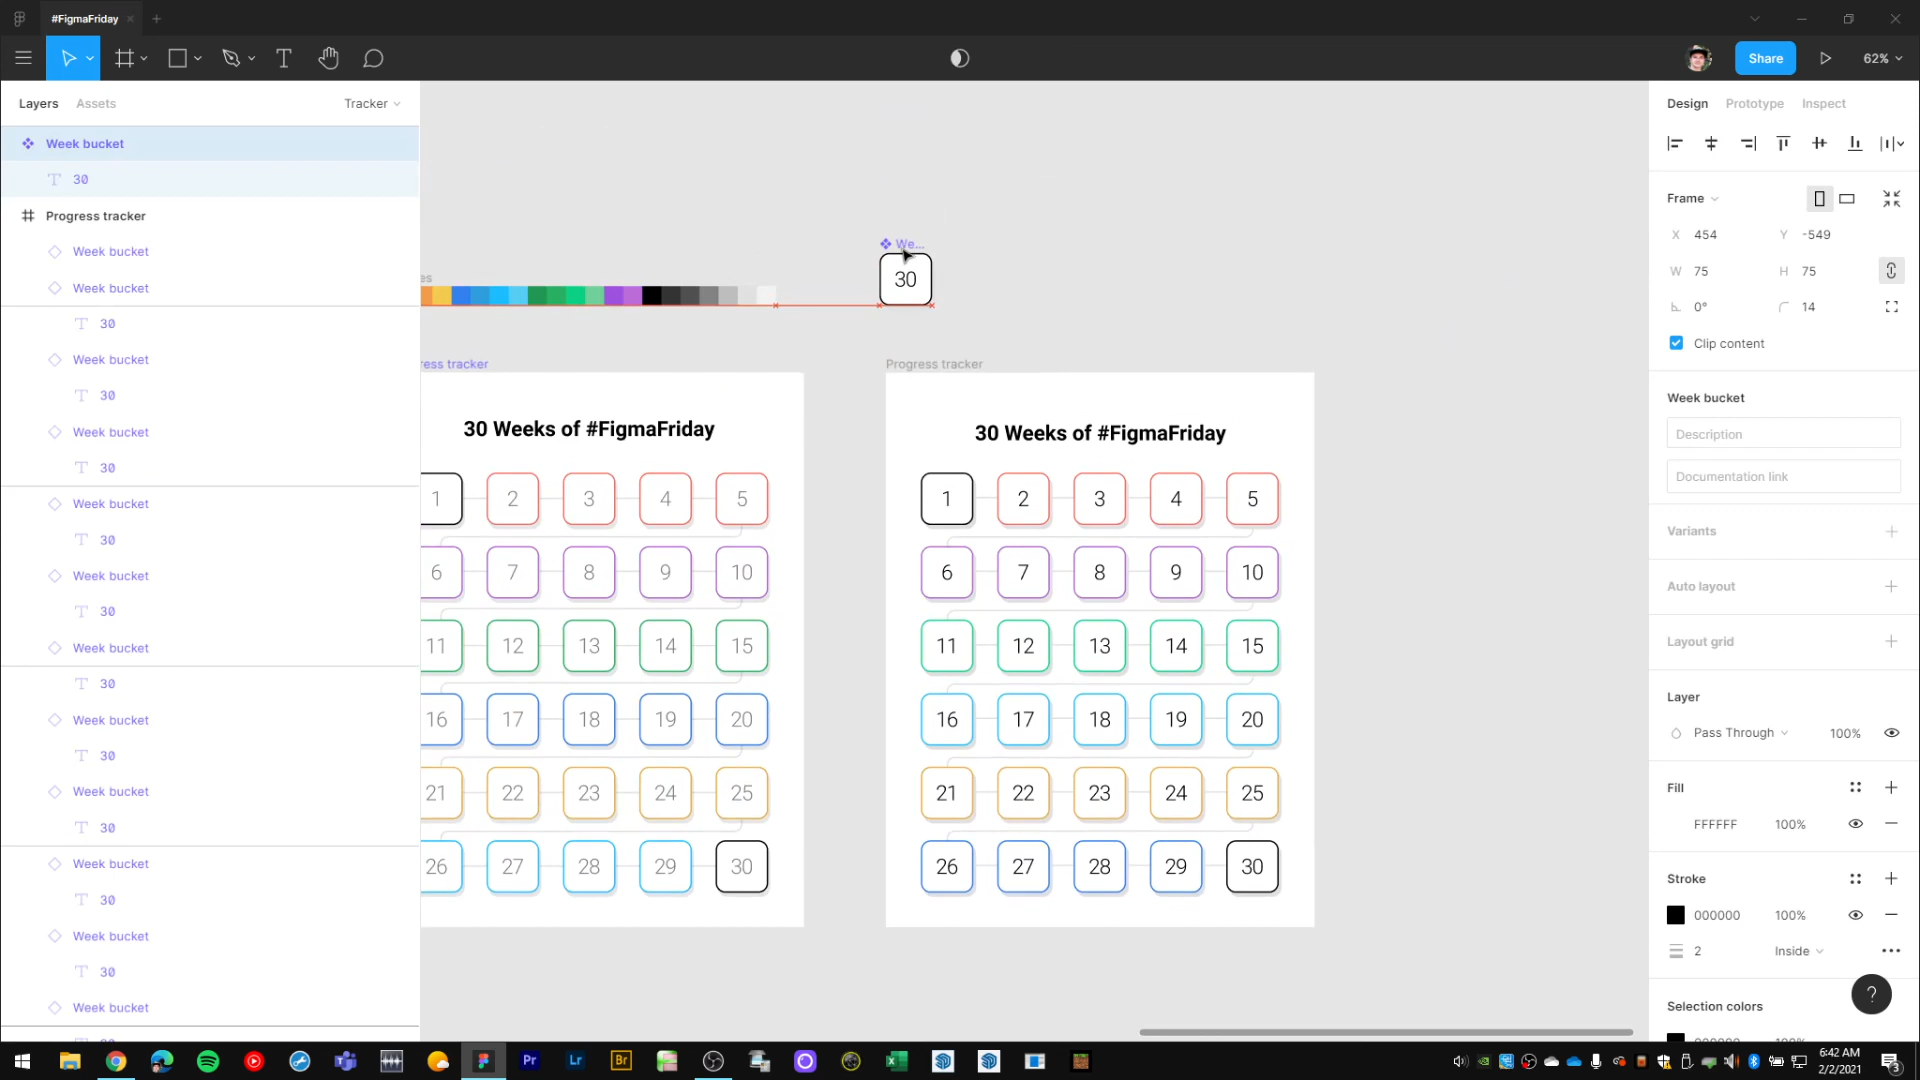 #FigmaFriday
Share
62%
Layers
Assets
Tracker
Week bucket
30
Progress tracker
Week bucket
Week bucket
30
Week bucket
30
Week bucket
30
Week bucket
30
Week bucket
30
Week bucket
30
Week bucket
30
Week bucket
30
Week bucket
30
Week bucket
30
Week bucket
es
We...
30
ress tracker
30 Weeks of #FigmaFriday
1 2 3 4 5
6 7 8 9 10
11 12 13 14 15
16 17 18 19 20
21 22 23 24 25
26 27 28 29 30
Progress tracker
30 Weeks of #FigmaFriday
1 2 3 4 5
6 7 8 9 10
11 12 13 14 15
16 17 18 19 20
21 22 23 24 25
26 27 28 29 30
Design Prototype Inspect
Frame
X 454 Y -549
W 75 H 75
0° 14
Clip content
Week bucket
Description
Documentation link
Variants
Auto layout
Layout grid
Layer
Pass Through 100%
Fill
FFFFFF 100%
Stroke
000000 100%
2 Inside
Selection colors
?
Pr
Lr
Br
6:42 AM
2/2/2021
3